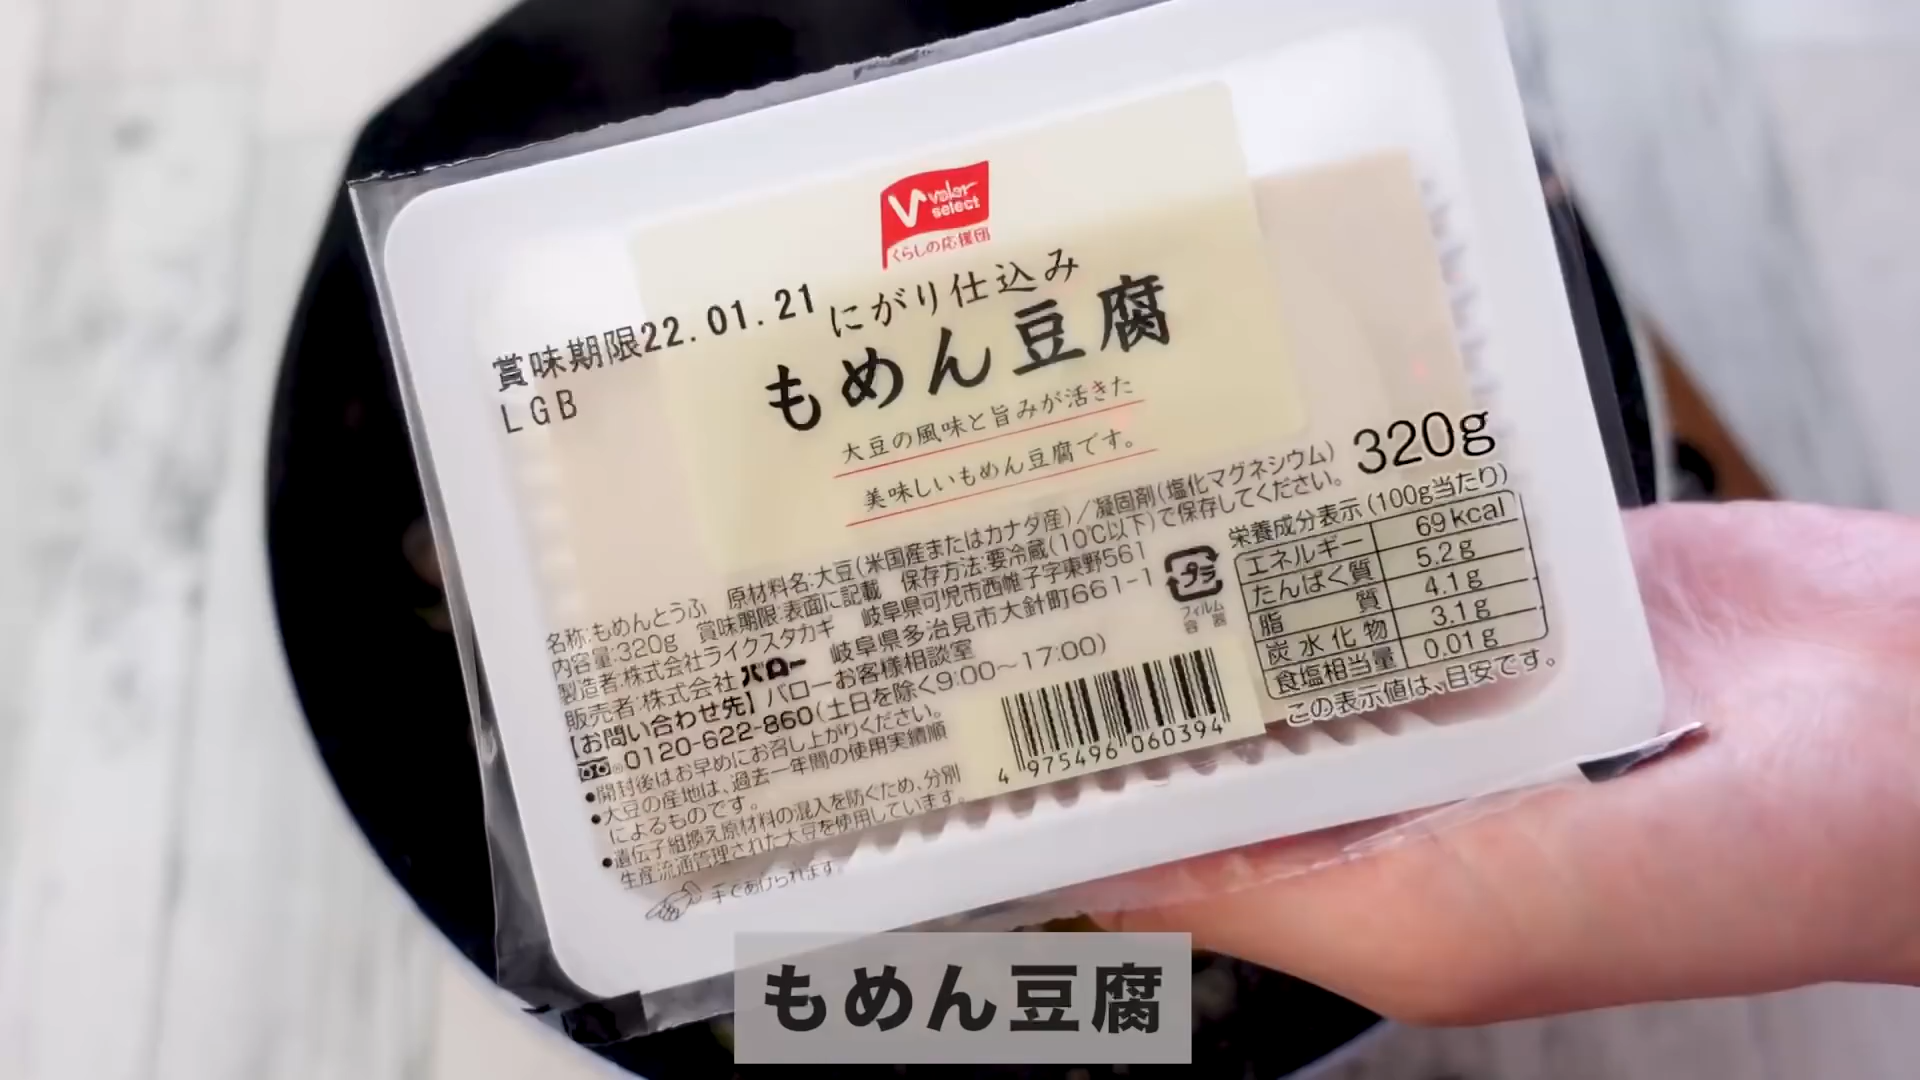 valor
select
くらしの応援団
賞味期限22.01.21
LGB
にがり仕込み
もめん豆腐
大豆の風味と旨みが活きた
美味しいもめん豆腐です。
320g
名称:もめんとうふ 原材料名:大豆(米国産またはカナダ産)/凝固剤(塩化マグネシウム)
内容量:320g 賞味期限:表面に記載 保存方法:要冷蔵(10℃以下)で保存してください。
製造者:株式会社ライクスタカギ 岐阜県可児市西帷子字東野561
販売者:株式会社バロー 岐阜県多治見市大針町661-1
【お問い合わせ先】バローお客様相談室
0120-622-860(土日を除く9:00〜17:00)
●開封後はお早めにお召し上がりください。
●大豆の産地は、過去一年間の使用実績順
によるものです。
●遺伝子組換え原材料の混入を防ぐため、分別
生産流通管理された大豆を使用しています。
手であけられます。
プラ
フィルム
容器
栄養成分表示(100g当たり)
エネルギー 69kcal
たんぱく質 5.2g
脂質 4.1g
炭水化物 3.1g
食塩相当量 0.01g
この表示値は、目安です。
4 975496 060394
もめん豆腐